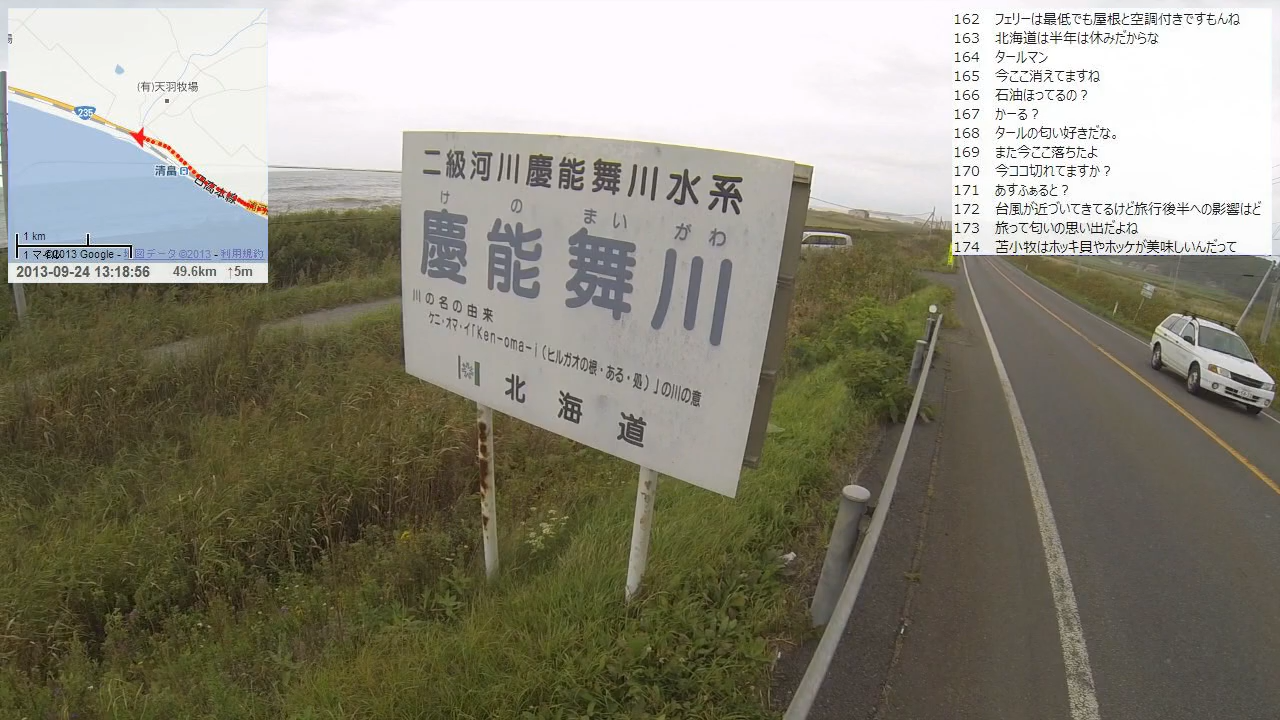 (有)天羽牧場
235
清畠
日高本線
1 km
1 マイル
©2013 Google - 地図データ ©2013 - 利用規約
2013-09-24 13:18:56 49.6km ↑5m
二級河川慶能舞川水系
けのまいがわ
慶能舞川
川の名の由来
ケニ・オマ・イ「Ken-oma-i (ヒルガオの根・ある・処) 」の川の意
北海道
162 フェリーは最低でも屋根と空調付きですもんね
163 北海道は半年は休みだからな
164 タールマン
165 今ここ消えてますね
166 石油ほってるの？
167 かーる？
168 タールの匂い好きだな。
169 また今ここ落ちたよ
170 今ココ切れてますか？
171 あすふぁると？
172 台風が近づいてきてるけど旅行後半への影響はど
173 旅って匂いの思い出だよね
174 苫小牧はホッキ貝やホッケが美味しいんだって